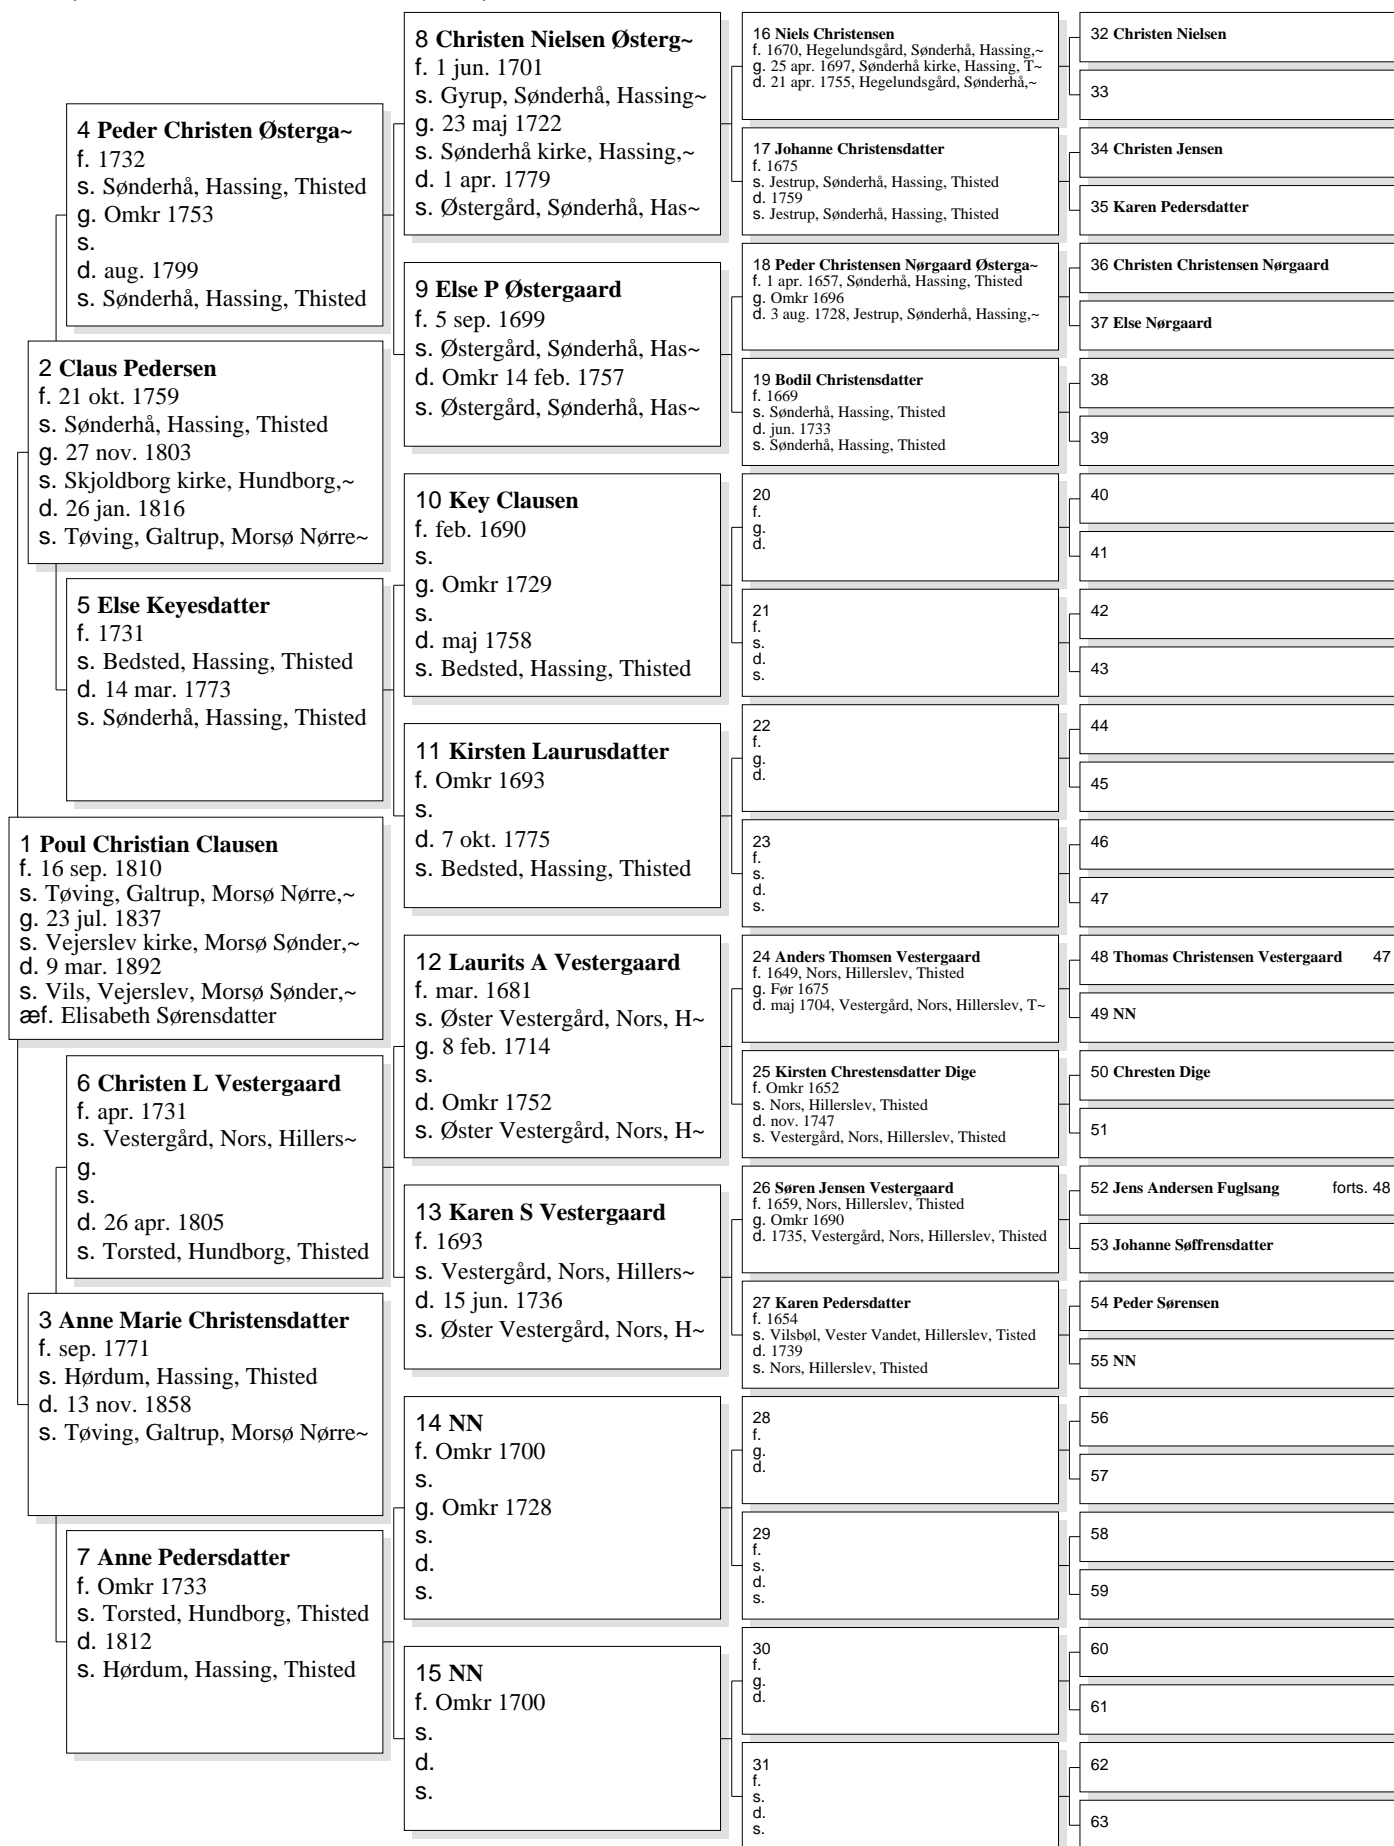 8 Christen Nielsen Østerg~
f. 1 jun. 1701
s. Gyrup, Sønderhå, Hassing~
g. 23 maj 1722
s. Sønderhå kirke, Hassing,~
d. 1 apr. 1779
s. Østergård, Sønderhå, Has~
16 Niels Christensen
f. 1670, Hegelundsgård, Sønderhå, Hassing,~
g. 25 apr. 1697, Sønderhå kirke, Hassing, T~
d. 21 apr. 1755, Hegelundsgård, Sønderhå,~
32 Christen Nielsen
33
4 Peder Christen Østerga~
f. 1732
s. Sønderhå, Hassing, Thisted
g. Omkr 1753
s.
d. aug. 1799
s. Sønderhå, Hassing, Thisted
17 Johanne Christensdatter
f. 1675
s. Jestrup, Sønderhå, Hassing, Thisted
d. 1759
s. Jestrup, Sønderhå, Hassing, Thisted
34 Christen Jensen
35 Karen Pedersdatter
9 Else P Østergaard
f. 5 sep. 1699
s. Østergård, Sønderhå, Has~
d. Omkr 14 feb. 1757
s. Østergård, Sønderhå, Has~
18 Peder Christensen Nørgaard Østerga~
f. 1 apr. 1657, Sønderhå, Hassing, Thisted
g. Omkr 1696
d. 3 aug. 1728, Jestrup, Sønderhå, Hassing,~
36 Christen Christensen Nørgaard
37 Else Nørgaard
2 Claus Pedersen
f. 21 okt. 1759
s. Sønderhå, Hassing, Thisted
g. 27 nov. 1803
s. Skjoldborg kirke, Hundborg,~
d. 26 jan. 1816
s. Tøving, Galtrup, Morsø Nørre~
19 Bodil Christensdatter
f. 1669
s. Sønderhå, Hassing, Thisted
d. jun. 1733
s. Sønderhå, Hassing, Thisted
38
39
10 Key Clausen
f. feb. 1690
s.
g. Omkr 1729
s.
d. maj 1758
s. Bedsted, Hassing, Thisted
20
f.
g.
d.
40
41
5 Else Keyesdatter
f. 1731
s. Bedsted, Hassing, Thisted
d. 14 mar. 1773
s. Sønderhå, Hassing, Thisted
21
f.
s.
d.
s.
42
43
11 Kirsten Laurusdatter
f. Omkr 1693
s.
d. 7 okt. 1775
s. Bedsted, Hassing, Thisted
22
f.
g.
d.
44
45
1 Poul Christian Clausen
f. 16 sep. 1810
s. Tøving, Galtrup, Morsø Nørre,~
g. 23 jul. 1837
s. Vejerslev kirke, Morsø Sønder,~
d. 9 mar. 1892
s. Vils, Vejerslev, Morsø Sønder,~
æf. Elisabeth Sørensdatter
23
f.
s.
d.
s.
46
47
12 Laurits A Vestergaard
f. mar. 1681
s. Øster Vestergård, Nors, H~
g. 8 feb. 1714
s.
d. Omkr 1752
s. Øster Vestergård, Nors, H~
24 Anders Thomsen Vestergaard
f. 1649, Nors, Hillerslev, Thisted
g. Før 1675
d. maj 1704, Vestergård, Nors, Hillerslev, T~
48 Thomas Christensen Vestergaard 47
49 NN
6 Christen L Vestergaard
f. apr. 1731
s. Vestergård, Nors, Hillers~
g.
s.
d. 26 apr. 1805
s. Torsted, Hundborg, Thisted
25 Kirsten Chrestensdatter Dige
f. Omkr 1652
s. Nors, Hillerslev, Thisted
d. nov. 1747
s. Vestergård, Nors, Hillerslev, Thisted
50 Chresten Dige
51
13 Karen S Vestergaard
f. 1693
s. Vestergård, Nors, Hillers~
d. 15 jun. 1736
s. Øster Vestergård, Nors, H~
26 Søren Jensen Vestergaard
f. 1659, Nors, Hillerslev, Thisted
g. Omkr 1690
d. 1735, Vestergård, Nors, Hillerslev, Thisted
52 Jens Andersen Fuglsang forts. 48
53 Johanne Søffrensdatter
3 Anne Marie Christensdatter
f. sep. 1771
s. Hørdum, Hassing, Thisted
d. 13 nov. 1858
s. Tøving, Galtrup, Morsø Nørre~
27 Karen Pedersdatter
f. 1654
s. Vilsbøl, Vester Vandet, Hillerslev, Tisted
d. 1739
s. Nors, Hillerslev, Thisted
54 Peder Sørensen
55 NN
14 NN
f. Omkr 1700
s.
g. Omkr 1728
s.
d.
s.
28
f.
g.
d.
56
57
7 Anne Pedersdatter
f. Omkr 1733
s. Torsted, Hundborg, Thisted
d. 1812
s. Hørdum, Hassing, Thisted
29
f.
s.
d.
s.
58
59
15 NN
f. Omkr 1700
s.
d.
s.
30
f.
g.
d.
60
61
31
f.
s.
d.
s.
62
63